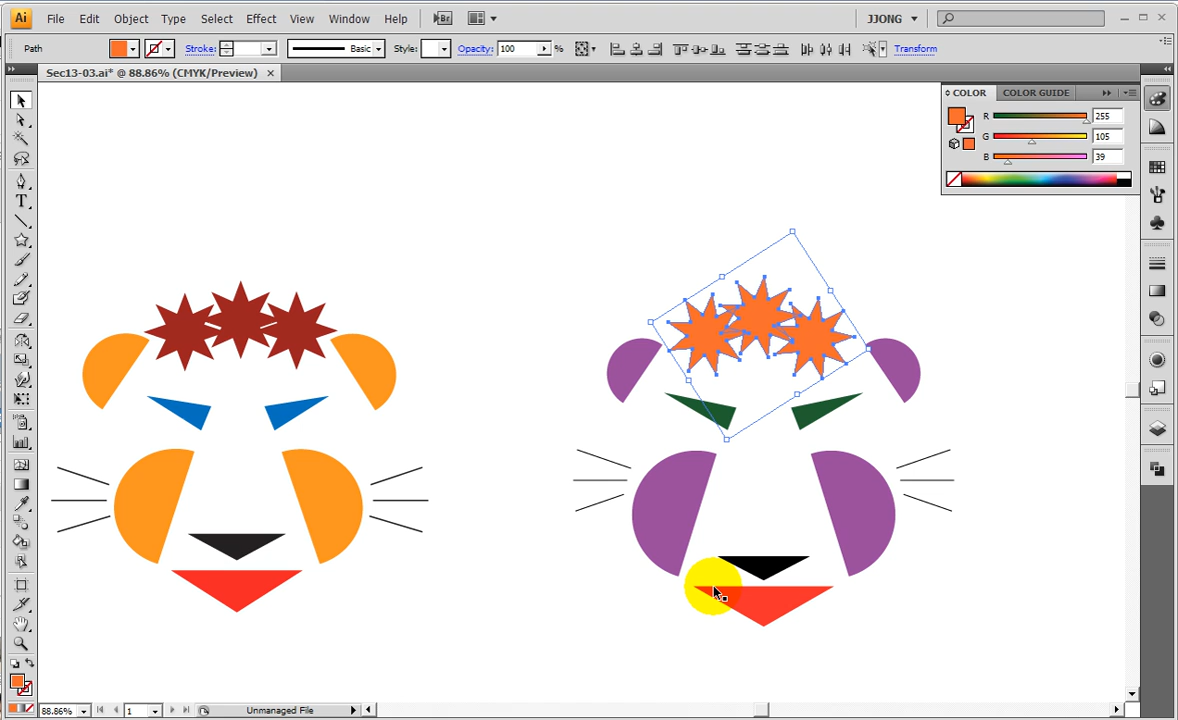 Ai File Edit Object Type Select Effect View Window Help Br JJONG
Path Stroke: Basic Style: Opacity: 100 % Transform
Sec13-03.ai* @ 88.86% (CMYK/Preview)
COLOR COLOR GUIDE
R 255
G 105
B 39
T
88.86% 1 Unmanaged File